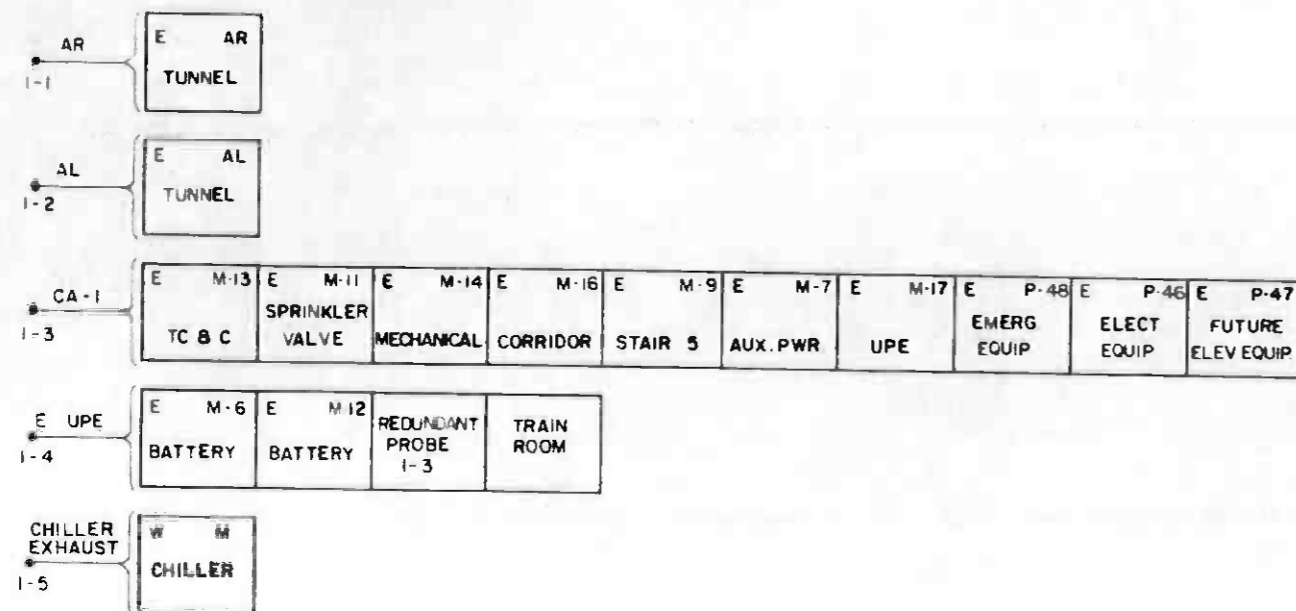 AR
1-1
E AR
TUNNEL
AL
1-2
E AL
TUNNEL
CA-1
1-3
E M-13
TC & C
E M-11
SPRINKLER
VALVE
E M-14
MECHANICAL
E M-16
CORRIDOR
E M-9
STAIR 5
E M-7
AUX. PWR.
E M-17
UPE
E P-48
EMERG
EQUIP
E P-46
ELECT
EQUIP
E P-47
FUTURE
ELEV EQUIP.
E UPE
1-4
E M-6
BATTERY
E M-12
BATTERY
REDUNDANT
PROBE
1-3
TRAIN
ROOM
CHILLER
EXHAUST
1-5
W M
CHILLER